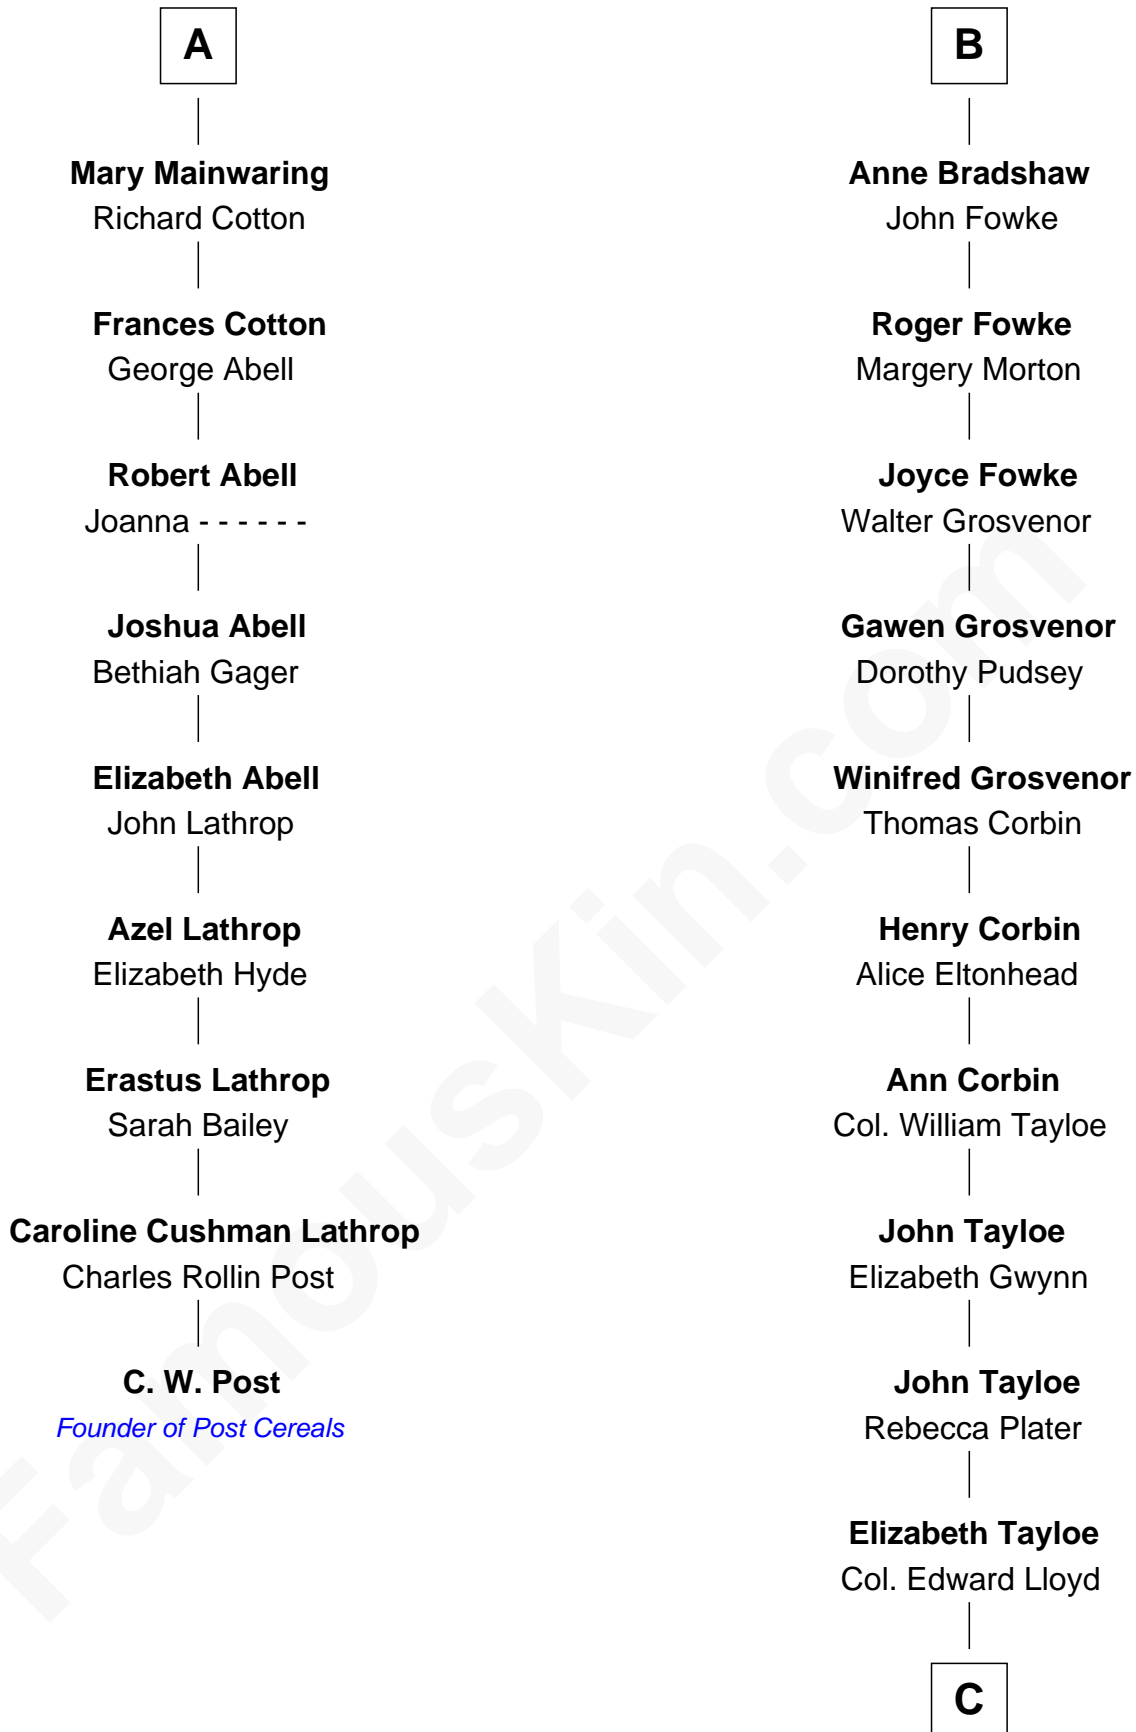 A
Mary Mainwaring
Richard Cotton
Frances Cotton
George Abell
Robert Abell
Joanna - - - - - -
Joshua Abell
Bethiah Gager
Elizabeth Abell
John Lathrop
Azel Lathrop
Elizabeth Hyde
Erastus Lathrop
Sarah Bailey
Caroline Cushman Lathrop
Charles Rollin Post
C. W. Post
Founder of Post Cereals
B
Anne Bradshaw
John Fowke
Roger Fowke
Margery Morton
Joyce Fowke
Walter Grosvenor
Gawen Grosvenor
Dorothy Pudsey
Winifred Grosvenor
Thomas Corbin
Henry Corbin
Alice Eltonhead
Ann Corbin
Col. William Tayloe
John Tayloe
Elizabeth Gwynn
John Tayloe
Rebecca Plater
Elizabeth Tayloe
Col. Edward Lloyd
C
FamousKin.com